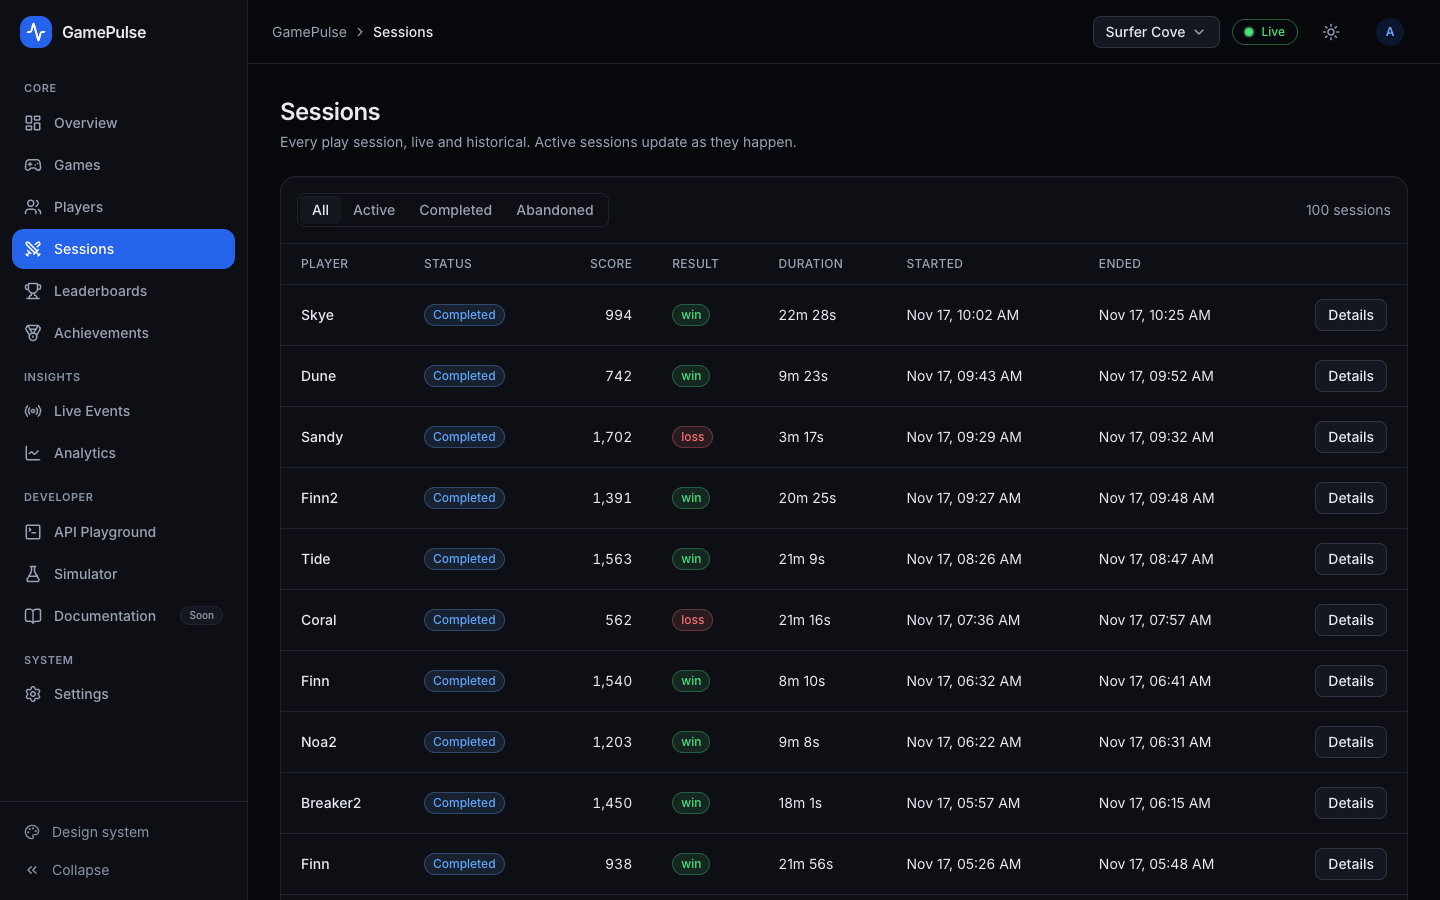 GamePulse
CORE
Overview
Games
Players
Sessions
Leaderboards
Achievements
INSIGHTS
Live Events
Analytics
DEVELOPER
API Playground
Simulator
Documentation Soon
SYSTEM
Settings
Design system
Collapse
GamePulse > Sessions
Surfer Cove Live A
Sessions
Every play session, live and historical. Active sessions update as they happen.
All Active Completed Abandoned 100 sessions
PLAYER STATUS SCORE RESULT DURATION STARTED ENDED
Skye Completed 994 win 22m 28s Nov 17, 10:02 AM Nov 17, 10:25 AM Details
Dune Completed 742 win 9m 23s Nov 17, 09:43 AM Nov 17, 09:52 AM Details
Sandy Completed 1,702 loss 3m 17s Nov 17, 09:29 AM Nov 17, 09:32 AM Details
Finn2 Completed 1,391 win 20m 25s Nov 17, 09:27 AM Nov 17, 09:48 AM Details
Tide Completed 1,563 win 21m 9s Nov 17, 08:26 AM Nov 17, 08:47 AM Details
Coral Completed 562 loss 21m 16s Nov 17, 07:36 AM Nov 17, 07:57 AM Details
Finn Completed 1,540 win 8m 10s Nov 17, 06:32 AM Nov 17, 06:41 AM Details
Noa2 Completed 1,203 win 9m 8s Nov 17, 06:22 AM Nov 17, 06:31 AM Details
Breaker2 Completed 1,450 win 18m 1s Nov 17, 05:57 AM Nov 17, 06:15 AM Details
Finn Completed 938 win 21m 56s Nov 17, 05:26 AM Nov 17, 05:48 AM Details